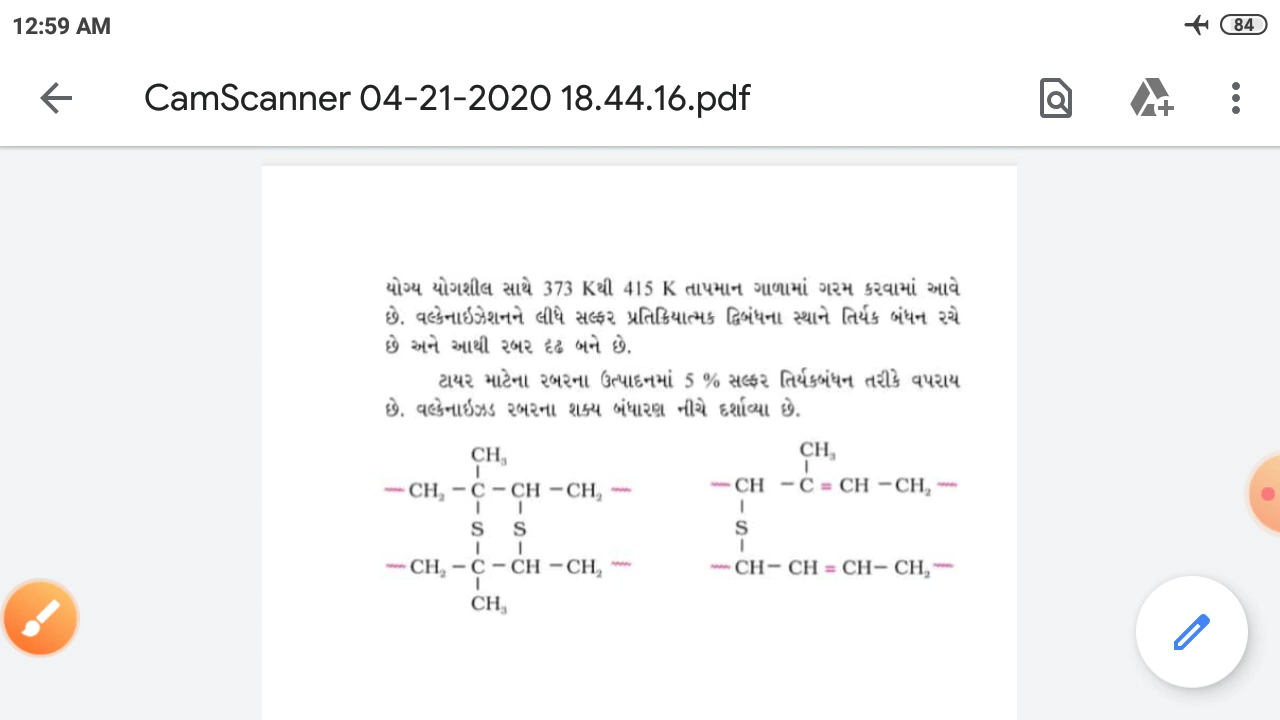 12:59 AM
84
CamScanner 04-21-2020 18.44.16.pdf
યોગ્ય યોગશીલ સાથે 373 Kથી 415 K તાપમાન ગાળામાં ગરમ કરવામાં આવે
છે. વલ્કેનાઇઝેશનને લીધે સલ્ફર પ્રતિક્રિયાત્મક દ્વિબંધના સ્થાને તિર્યક બંધન રચે
છે અને આથી રબર દઢ બને છે.
ટાયર માટેના રબરના ઉત્પાદનમાં 5 % સલ્ફર તિર્યકબંધન તરીકે વપરાય
છે. વલ્કેનાઇઝ્ડ રબરના શક્ય બંધારણ નીચે દર્શાવ્યા છે.
CH₃
CH₂ – C – CH – CH₂
S S
CH₂ – C – CH – CH₂
CH₃
CH₃
CH – C = CH – CH₂
S
CH – CH = CH – CH₂